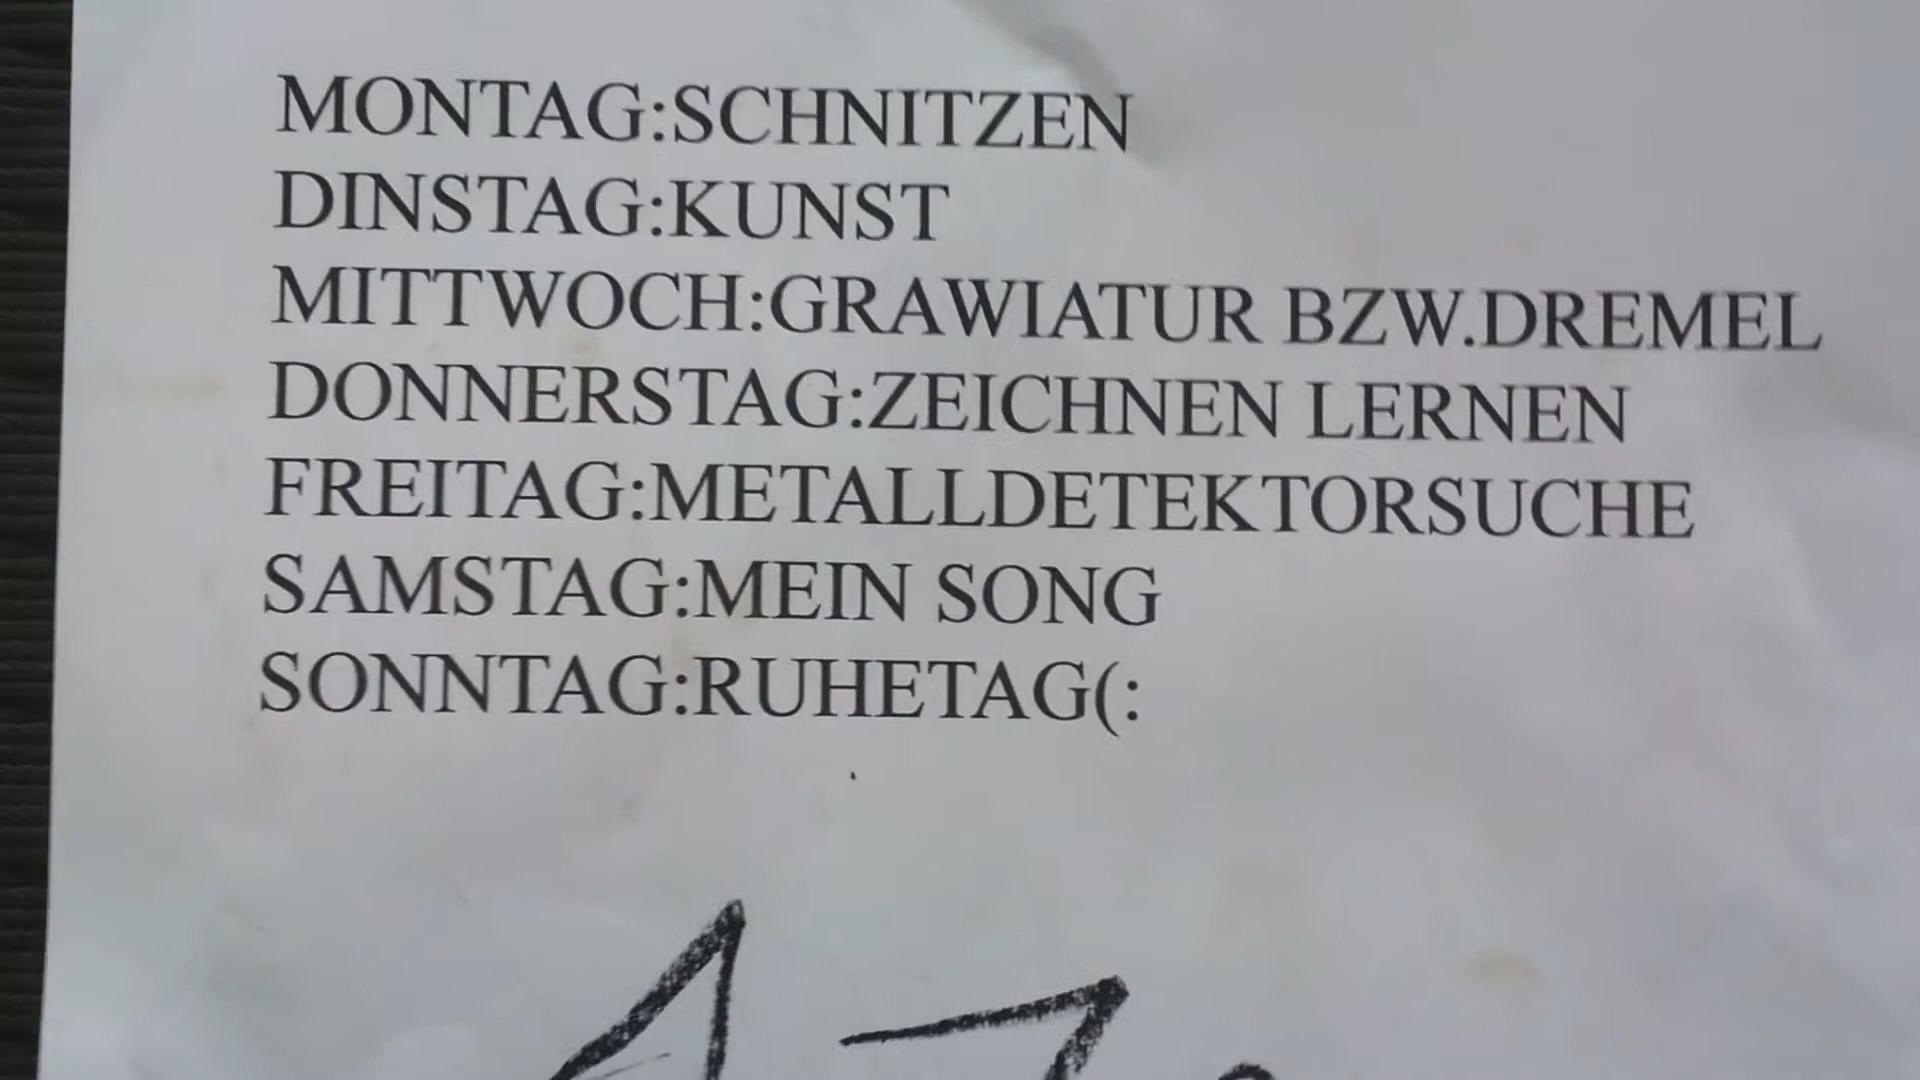 MONTAG:SCHNITZEN
DINSTAG:KUNST
MITTWOCH:GRAWIATUR BZW.DREMEL
DONNERSTAG:ZEICHNEN LERNEN
FREITAG:METALLDETEKTORSUCHE
SAMSTAG:MEIN SONG
SONNTAG:RUHETAG(: